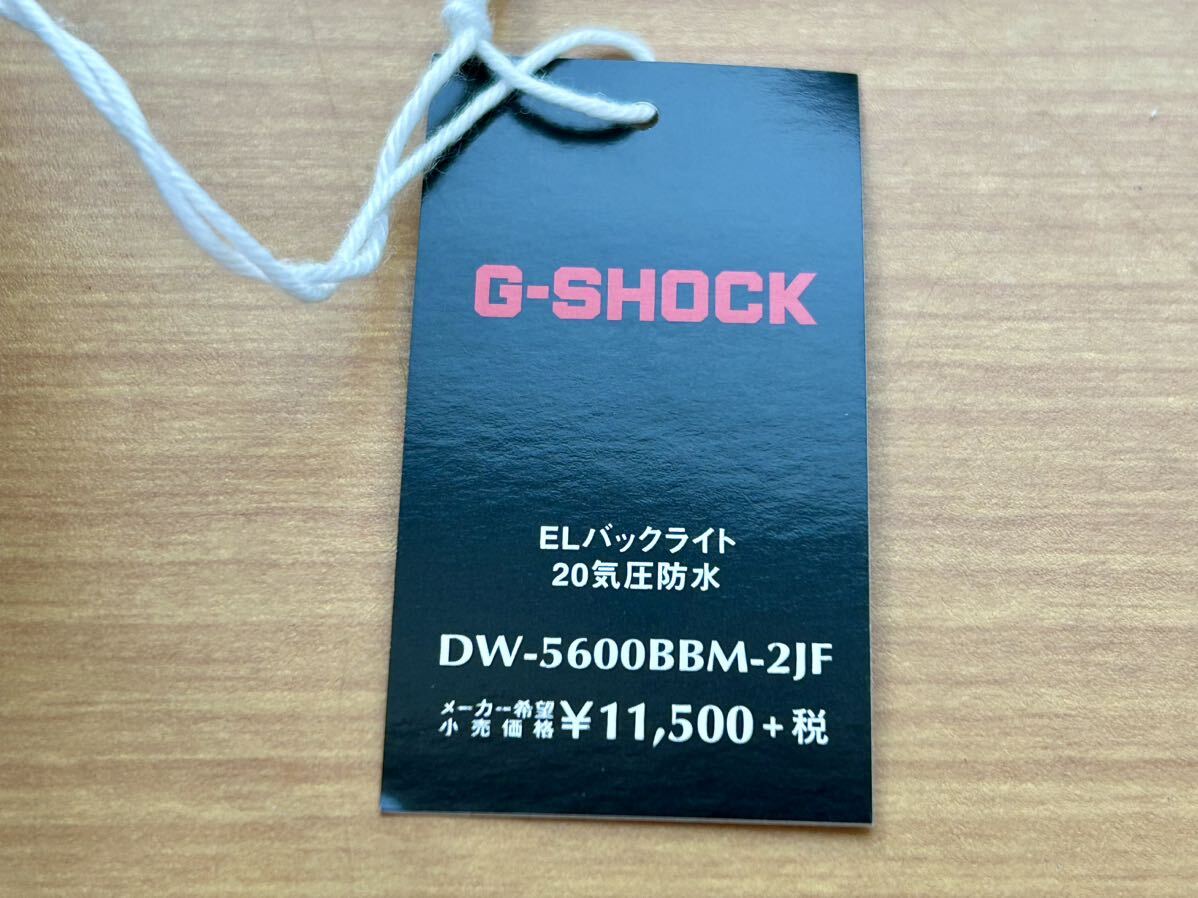 G-SHOCK
ELバックライト
20気圧防水
DW-5600BBM-2JF
メーカー希望
小売価格 ¥11,500+税